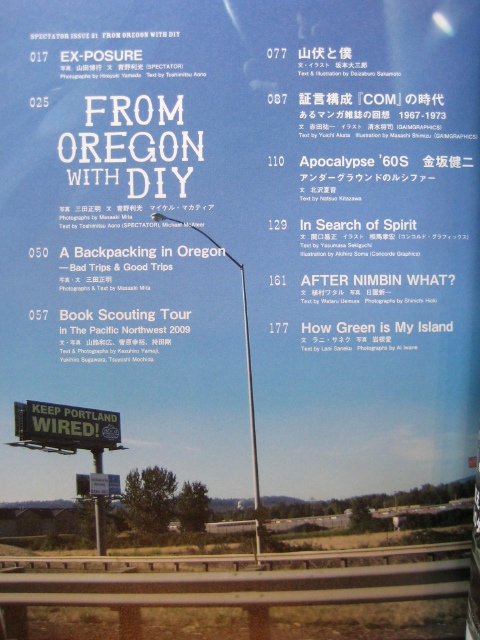 SPECTATOR ISSUE 21 FROM OREGON WITH DIY
017 EX-POSURE
写真 山田博行 文 青野利光 (SPECTATOR)
Photographs by Hiroyuki Yamada Text by Toshimitsu Aono
025 FROM
OREGON
WITH DIY
写真 三田正明 文 青野利光 マイケル・マカティア
Photographs by Masaaki Mita
Text by Toshimitsu Aono (SPECTATOR), Michael McAteer
050 A Backpacking in Oregon
—Bad Trips & Good Trips
写真・文 三田正明
Photographs & Text by Masaaki Mita
057 Book Scouting Tour
in The Pacific Northwest 2009
文・写真 山路和広、菅原幸裕、持田剛
Text & Photographs by Kazuhiro Yamaji,
Yukihiro Sugawara, Tsuyoshi Mochida
077 山伏と僕
文・イラスト 坂本大三郎
Text & Illustration by Daizaburo Sakamoto
087 証言構成『COM』の時代
あるマンガ雑誌の回想 1967-1973
文 赤田祐一 イラスト 清水将司 (GAIMGRAPHICS)
Text by Yuichi Akata Illustration by Masashi Shimizu (GAIMGRAPHICS)
110 Apocalypse '60S 金坂健二
アンダーグラウンドのルシファー
文 北沢夏音
Text by Natsuo Kitazawa
129 In Search of Spirit
文 関口裕正 イラスト 相馬章宏 (コンコルド・グラフィックス)
Text by Yasumasa Sekiguchi
Illustration by Akihiro Soma (Concorde Graphics)
161 AFTER NIMBIN WHAT?
文 植村ワタル 写真 日置新一
Text by Wataru Uemura Photographs by Shinichi Hioki
177 How Green is My Island
文 ラニ・サネク 写真 岩根愛
Photographs by Ai Iwane
KEEP PORTLAND
WIRED!